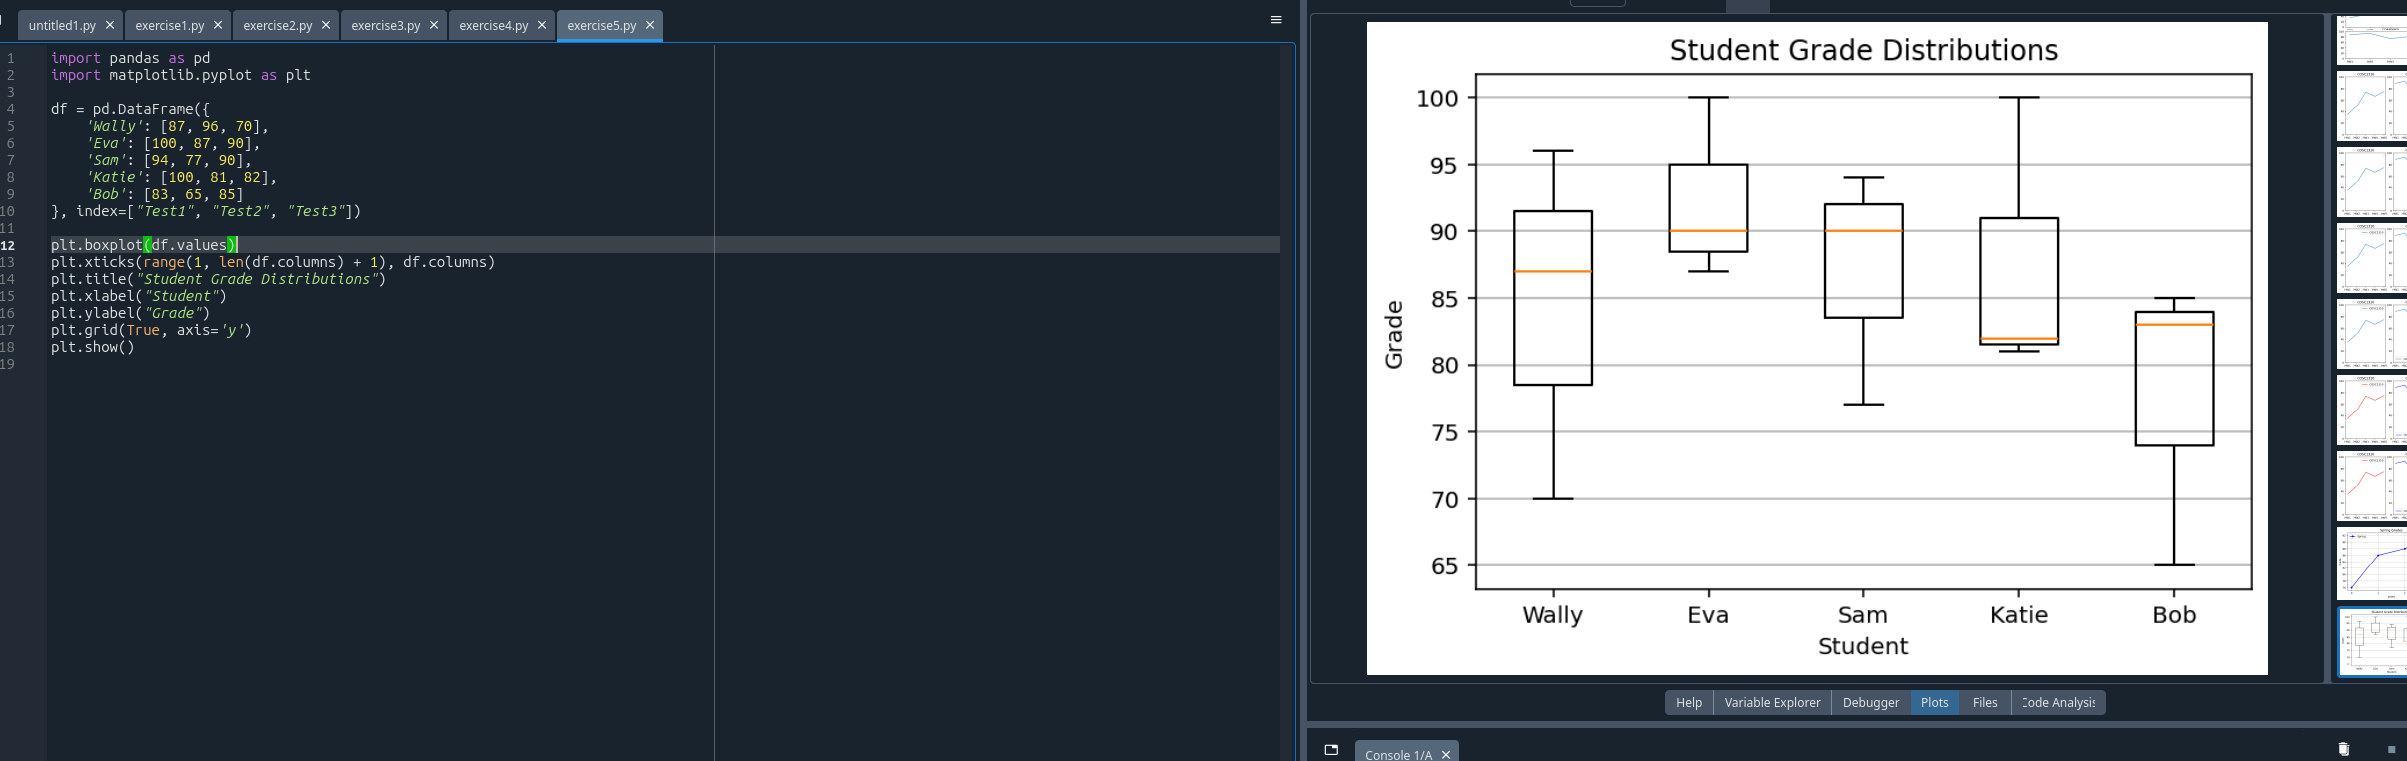 untitled1.py exercise1.py exercise2.py exercise3.py exercise4.py exercise5.py
1 import pandas as pd
2 import matplotlib.pyplot as plt
3
4 df = pd.DataFrame({
5     'Wally': [87, 96, 70],
6     'Eva': [100, 87, 90],
7     'Sam': [94, 77, 90],
8     'Katie': [100, 81, 82],
9     'Bob': [83, 65, 85]
10 }, index=["Test1", "Test2", "Test3"])
11
12 plt.boxplot(df.values)
13 plt.xticks(range(1, len(df.columns) + 1), df.columns)
14 plt.title("Student Grade Distributions")
15 plt.xlabel("Student")
16 plt.ylabel("Grade")
17 plt.grid(True, axis='y')
18 plt.show()
19
Student Grade Distributions
100
95
90
85
80
75
70
65
Grade
Wally Eva Sam Katie Bob
Student
Help Variable Explorer Debugger Plots Files Code Analysis
Console 1/A